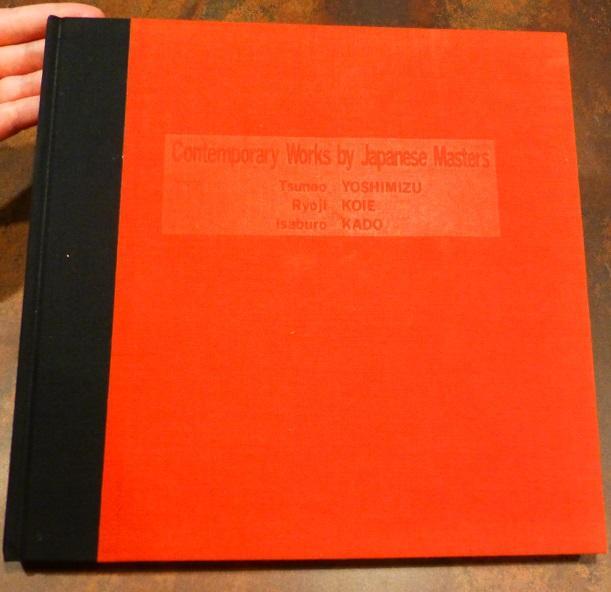 Contemporary Works by Japanese Masters
Tsuneo YOSHIMIZU
Ryoji KOIE
Isaburo KADO